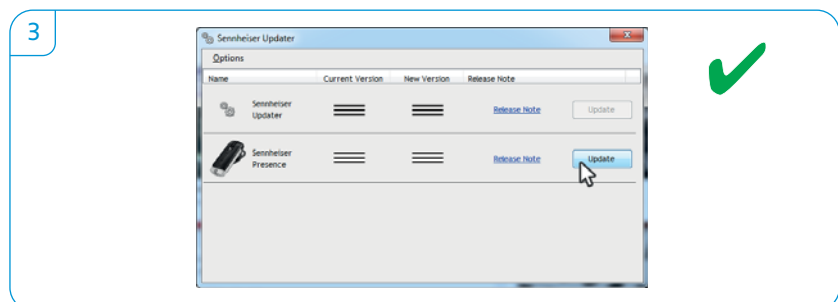 3
Sennheiser Updater
Options
Name Current Version New Version Release Note
Sennheiser Updater Release Note Update
Sennheiser Presence Release Note Update